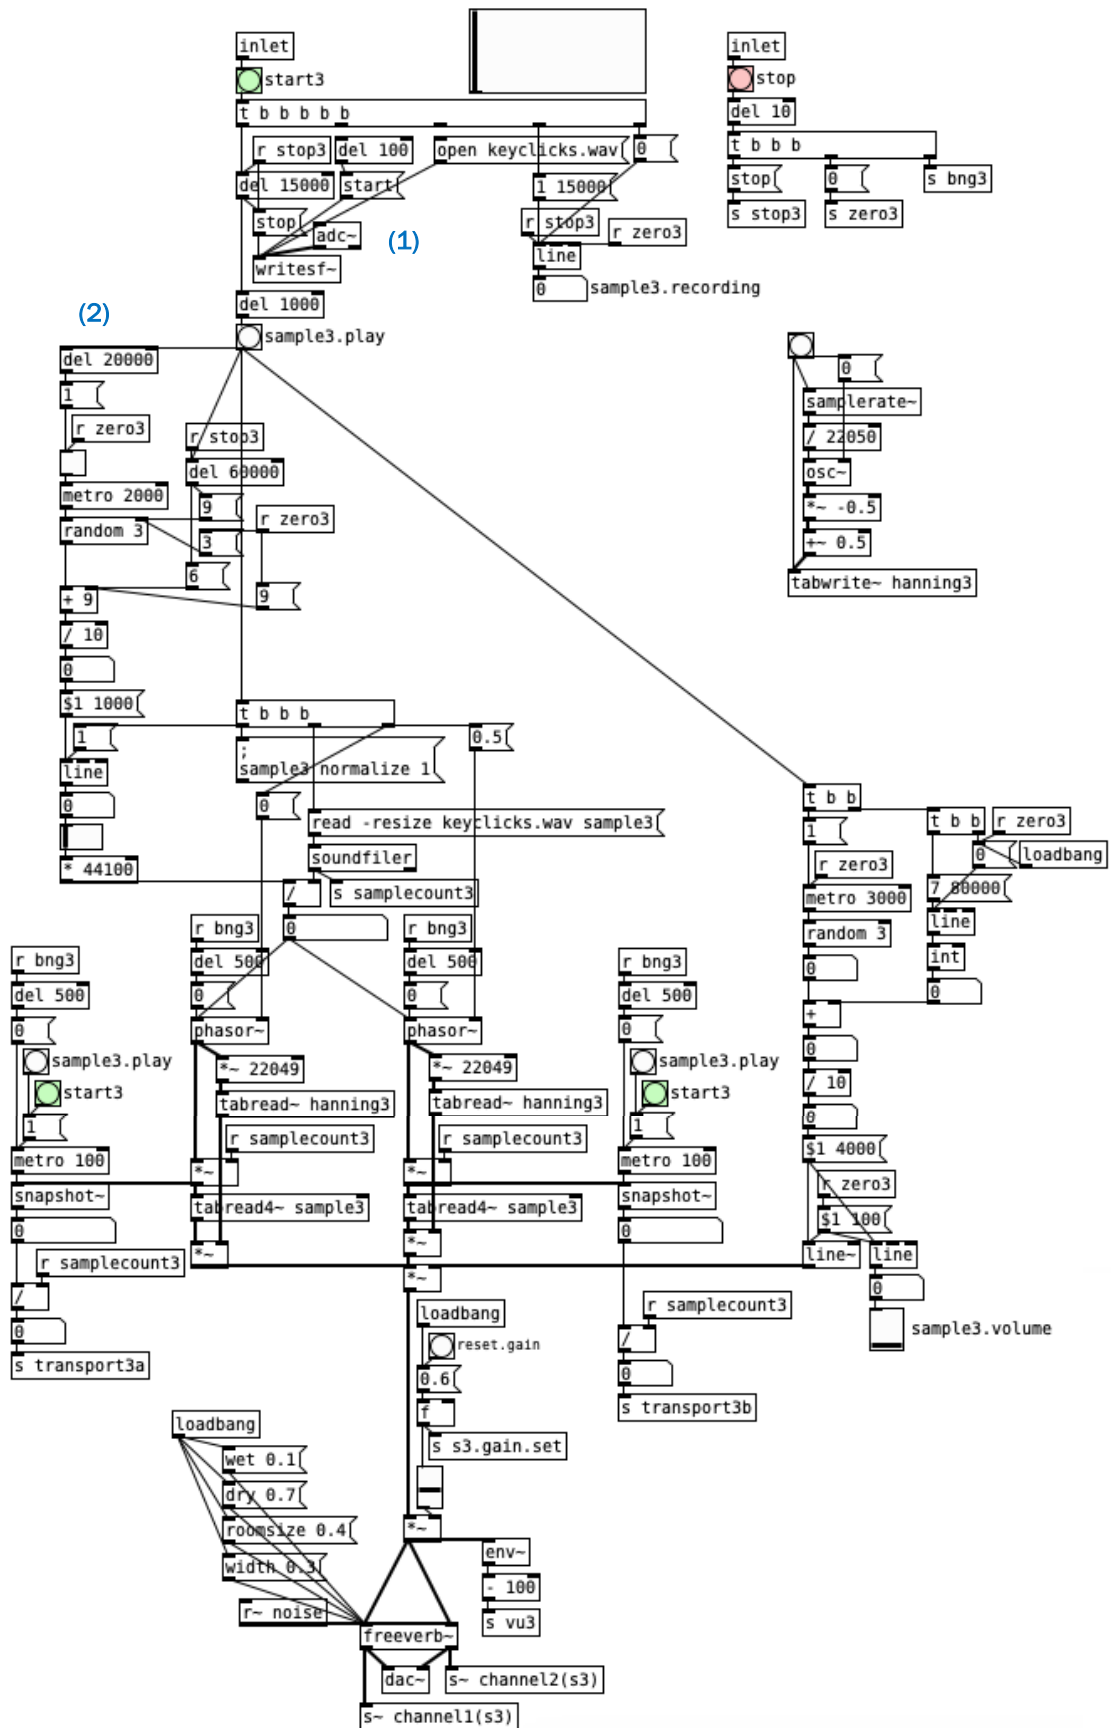 inlet
start3
t b b b b b
r stop3
del 100
open keyclicks.wav
0
del 15000
start
1 15000
stop
adc~
(1)
r stop3
r zero3
writesf~
line
0
sample3.recording
del 1000
sample3.play
inlet
stop
del 10
t b b b
stop
0
s bng3
s stop3
s zero3
(2)
del 20000
1
r zero3
metro 2000
random 3
r stop3
del 60000
9
3
6
r zero3
9
+ 9
/ 10
0
$1 1000
1
line
0
* 44100
0
samplerate~
/ 22050
osc~
*~ -0.5
+~ 0.5
tabwrite~ hanning3
t b b b
;
sample3 normalize 1
0.5
0
read -resize keyclicks.wav sample3
soundfiler
/
s samplecount3
0
t b b
1
r zero3
metro 3000
random 3
0
+
0
/ 10
0
$1 4000
r zero3
$1 100
line~
line
0
sample3.volume
t b b
r zero3
0
loadbang
7 80000
line
int
0
r bng3
del 500
0
sample3.play
start3
1
metro 100
snapshot~
0
r samplecount3
/
0
s transport3a
r bng3
del 500
0
phasor~
*~ 22049
tabread~ hanning3
r samplecount3
*~
tabread4~ sample3
*~
r bng3
del 500
0
phasor~
*~ 22049
tabread~ hanning3
r samplecount3
*~
tabread4~ sample3
*~
*~
r bng3
del 500
0
sample3.play
start3
1
metro 100
snapshot~
0
r samplecount3
/
0
s transport3b
loadbang
reset.gain
0.6
f
s s3.gain.set
*~
env~
- 100
s vu3
loadbang
wet 0.1
dry 0.7
roomsize 0.4
width 0.3
r~ noise
freeverb~
dac~
s~ channel2(s3)
s~ channel1(s3)